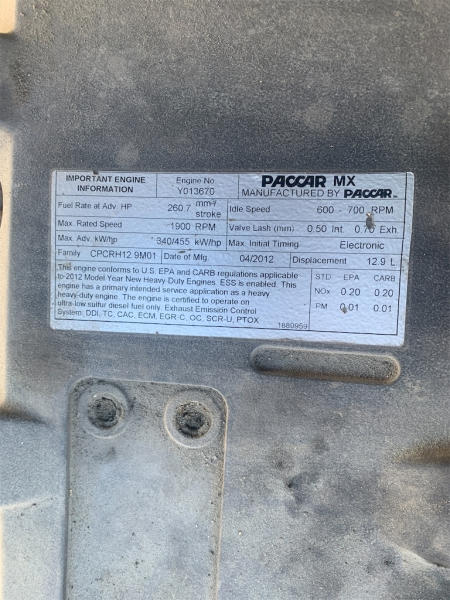 IMPORTANT ENGINE INFORMATION
Engine No Y013670
PACCAR MX
MANUFACTURED BY PACCAR INC
Fuel Rate at Adv. HP 260.7 mm³/ stroke
Idle Speed 600 - 700 RPM
Max. Rated Speed 1900 RPM
Valve Lash (mm) 0.50 Int. 0.70 Exh.
Max. Adv. kW/hp 340/455 kW/hp
Max. Initial Timing Electronic
Family CPCRH12.9M01
Date of Mfg. 04/2012
Displacement 12.9 L
This engine conforms to U.S. EPA and CARB regulations applicable
to-2012 Model Year New Heavy-Duty Engines. ESS is enabled. This
engine has a primary intended service application as a heavy
heavy-duty engine. The engine is certified to operate on
ultra-low sulfur diesel fuel only. Exhaust Emission Control
System: DDI, TC, CAC, ECM, EGR-C, OC, SCR-U, PTOX
STD EPA CARB
NOx 0.20 0.20
PM 0.01 0.01
1880959